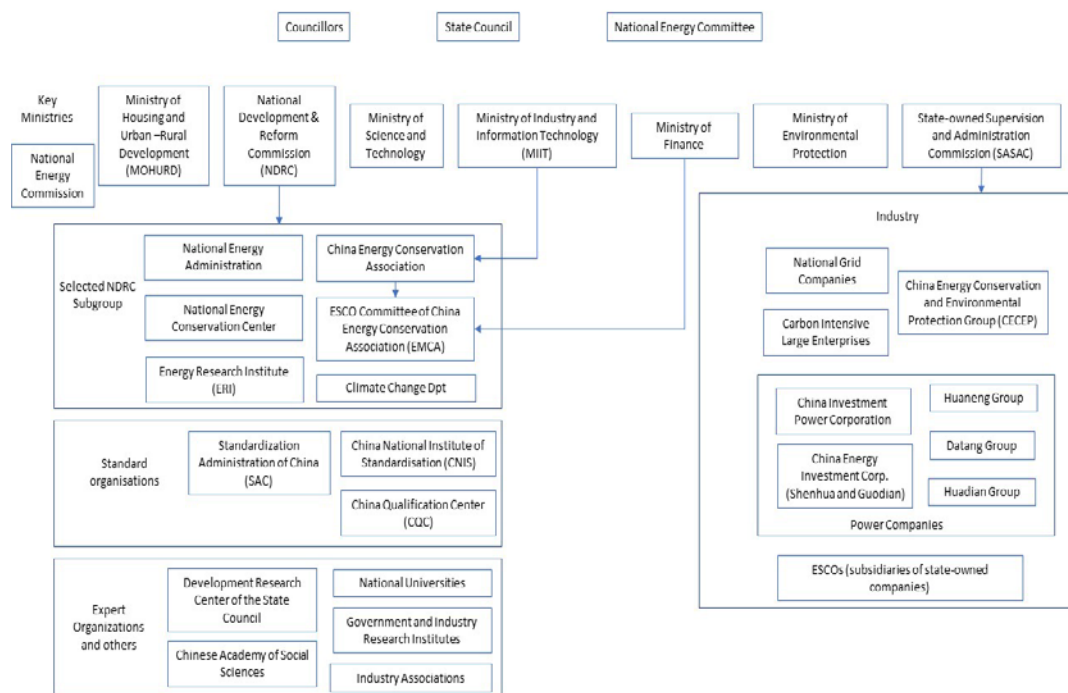 Councillors
State Council
National Energy Committee
Key
Ministries
National
Energy
Commission
Ministry of
Housing and
Urban –Rural
Development
(MOHURD)
National
Development &
Reform
Commission
(NDRC)
Ministry of
Science and
Technology
Ministry of Industry and
Information Technology
(MIIT)
Ministry of
Finance
Ministry of
Environmental
Protection
State-owned Supervision
and Administration
Commission (SASAC)
Selected NDRC
Subgroup
National Energy
Administration
National Energy
Conservation Center
Energy Research Institute
(ERI)
China Energy Conservation
Association
ESCO Committee of China
Energy Conservation
Association (EMCA)
Climate Change Dpt
Standard
organisations
Standardization
Administration of China
(SAC)
China National Institute of
Standardisation (CNIS)
China Qualification Center
(CQC)
Expert
Organizations
and others
Development Research
Center of the State
Council
Chinese Academy of Social
Sciences
National Universities
Government and Industry
Research Institutes
Industry Associations
Industry
National Grid
Companies
Carbon Intensive
Large Enterprises
China Energy Conservation
and Environmental
Protection Group (CECEP)
China Investment
Power Corporation
China Energy
Investment Corp.
(Shenhua and Guodian)
Huaneng Group
Datang Group
Huadian Group
Power Companies
ESCOs (subsidiaries of state-owned
companies)